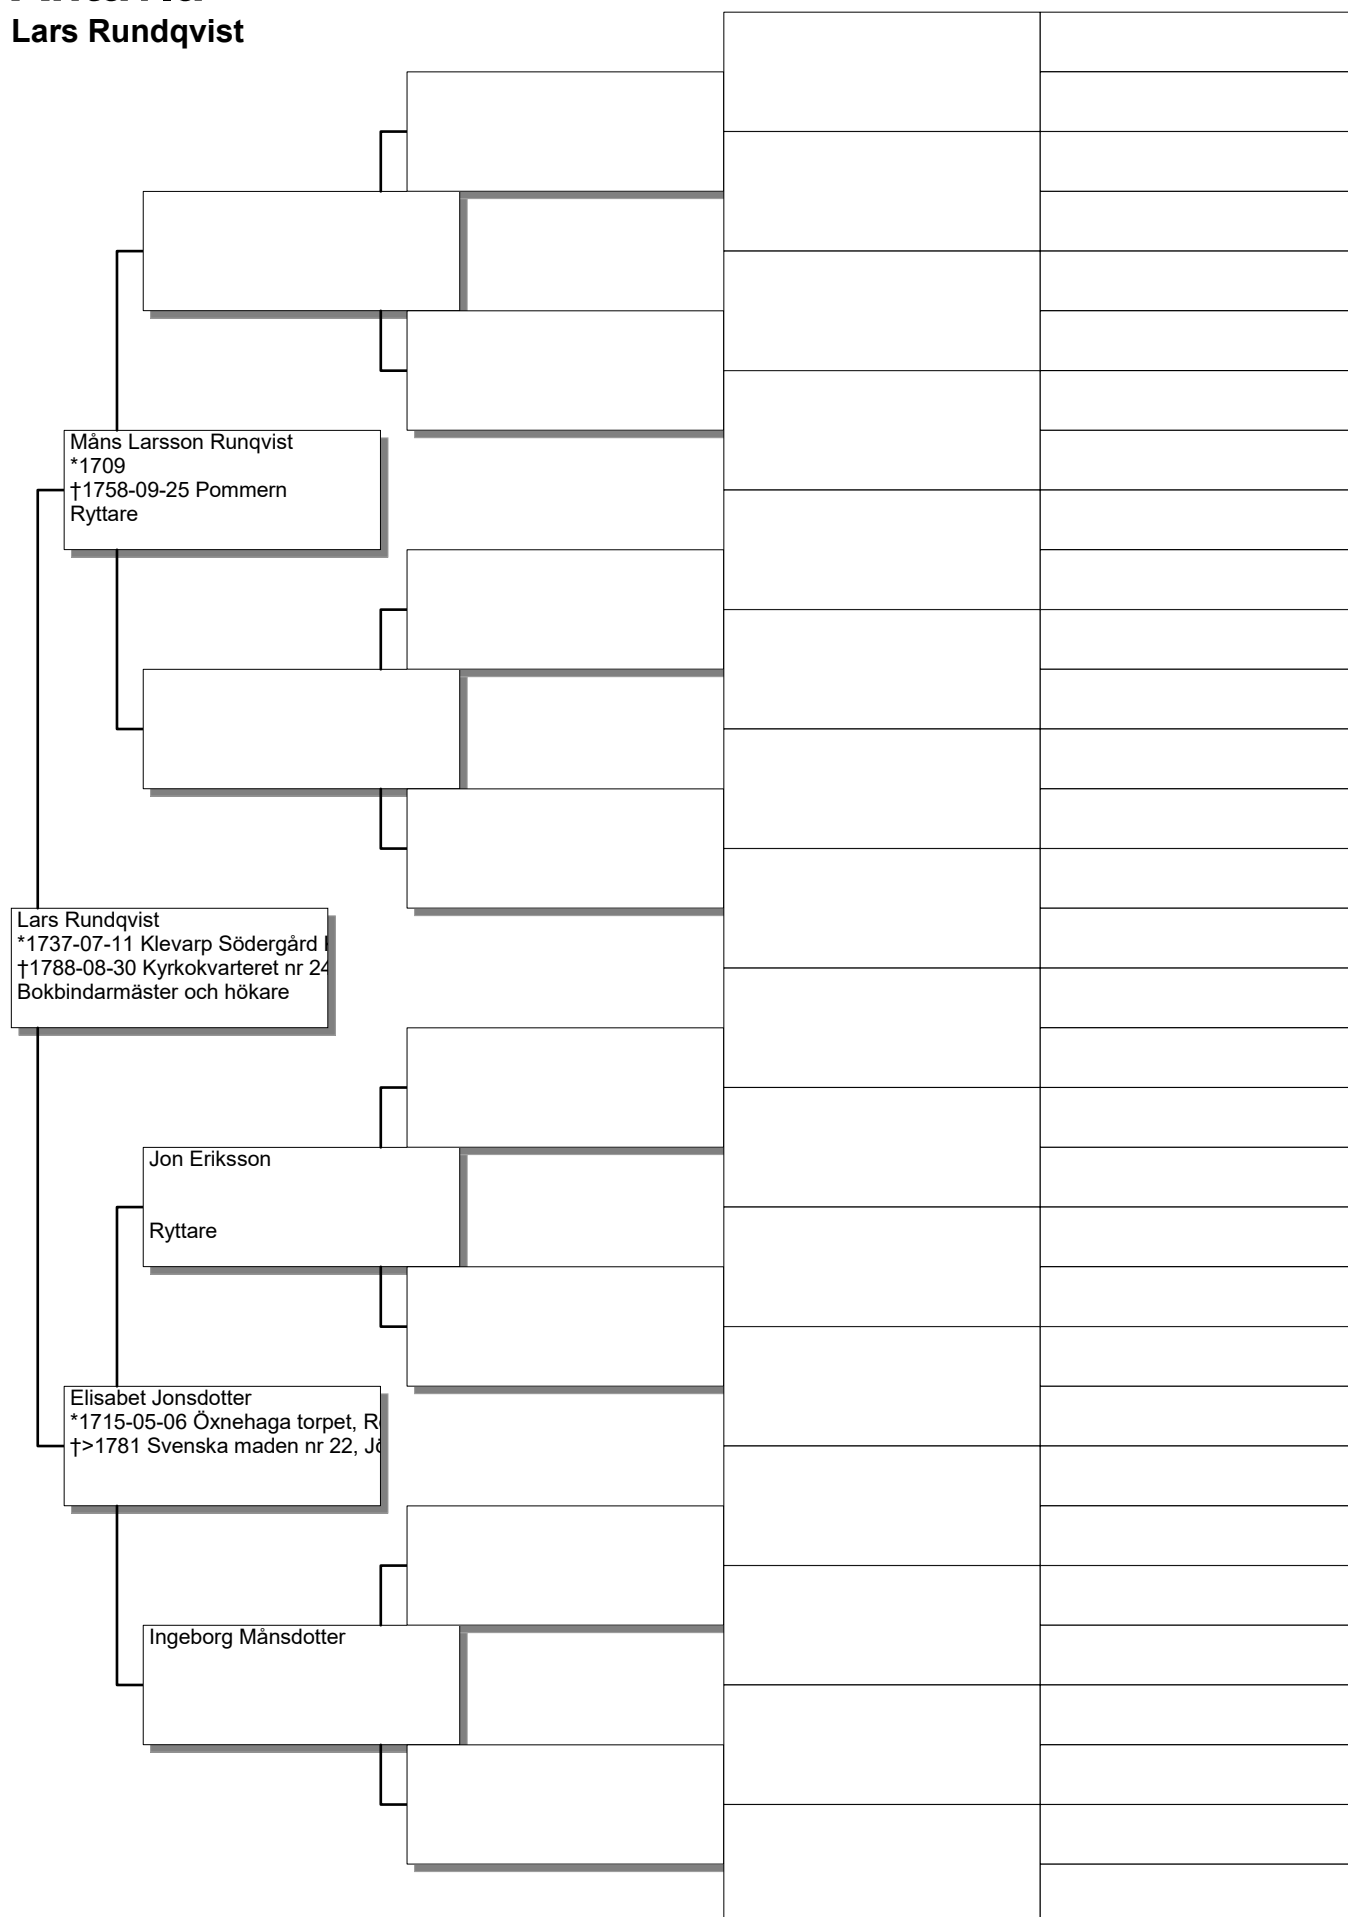 Lars Rundqvist
Måns Larsson Runqvist
*1709
†1758-09-25 Pommern
Ryttare
Lars Rundqvist
*1737-07-11 Klevarp Södergård
†1788-08-30 Kyrkokvarteret nr 24
Bokbindarmäster och hökare
Jon Eriksson
Ryttare
Elisabet Jonsdotter
*1715-05-06 Öxnehaga torpet,
†>1781 Svenska maden nr 22,
Ingeborg Månsdotter